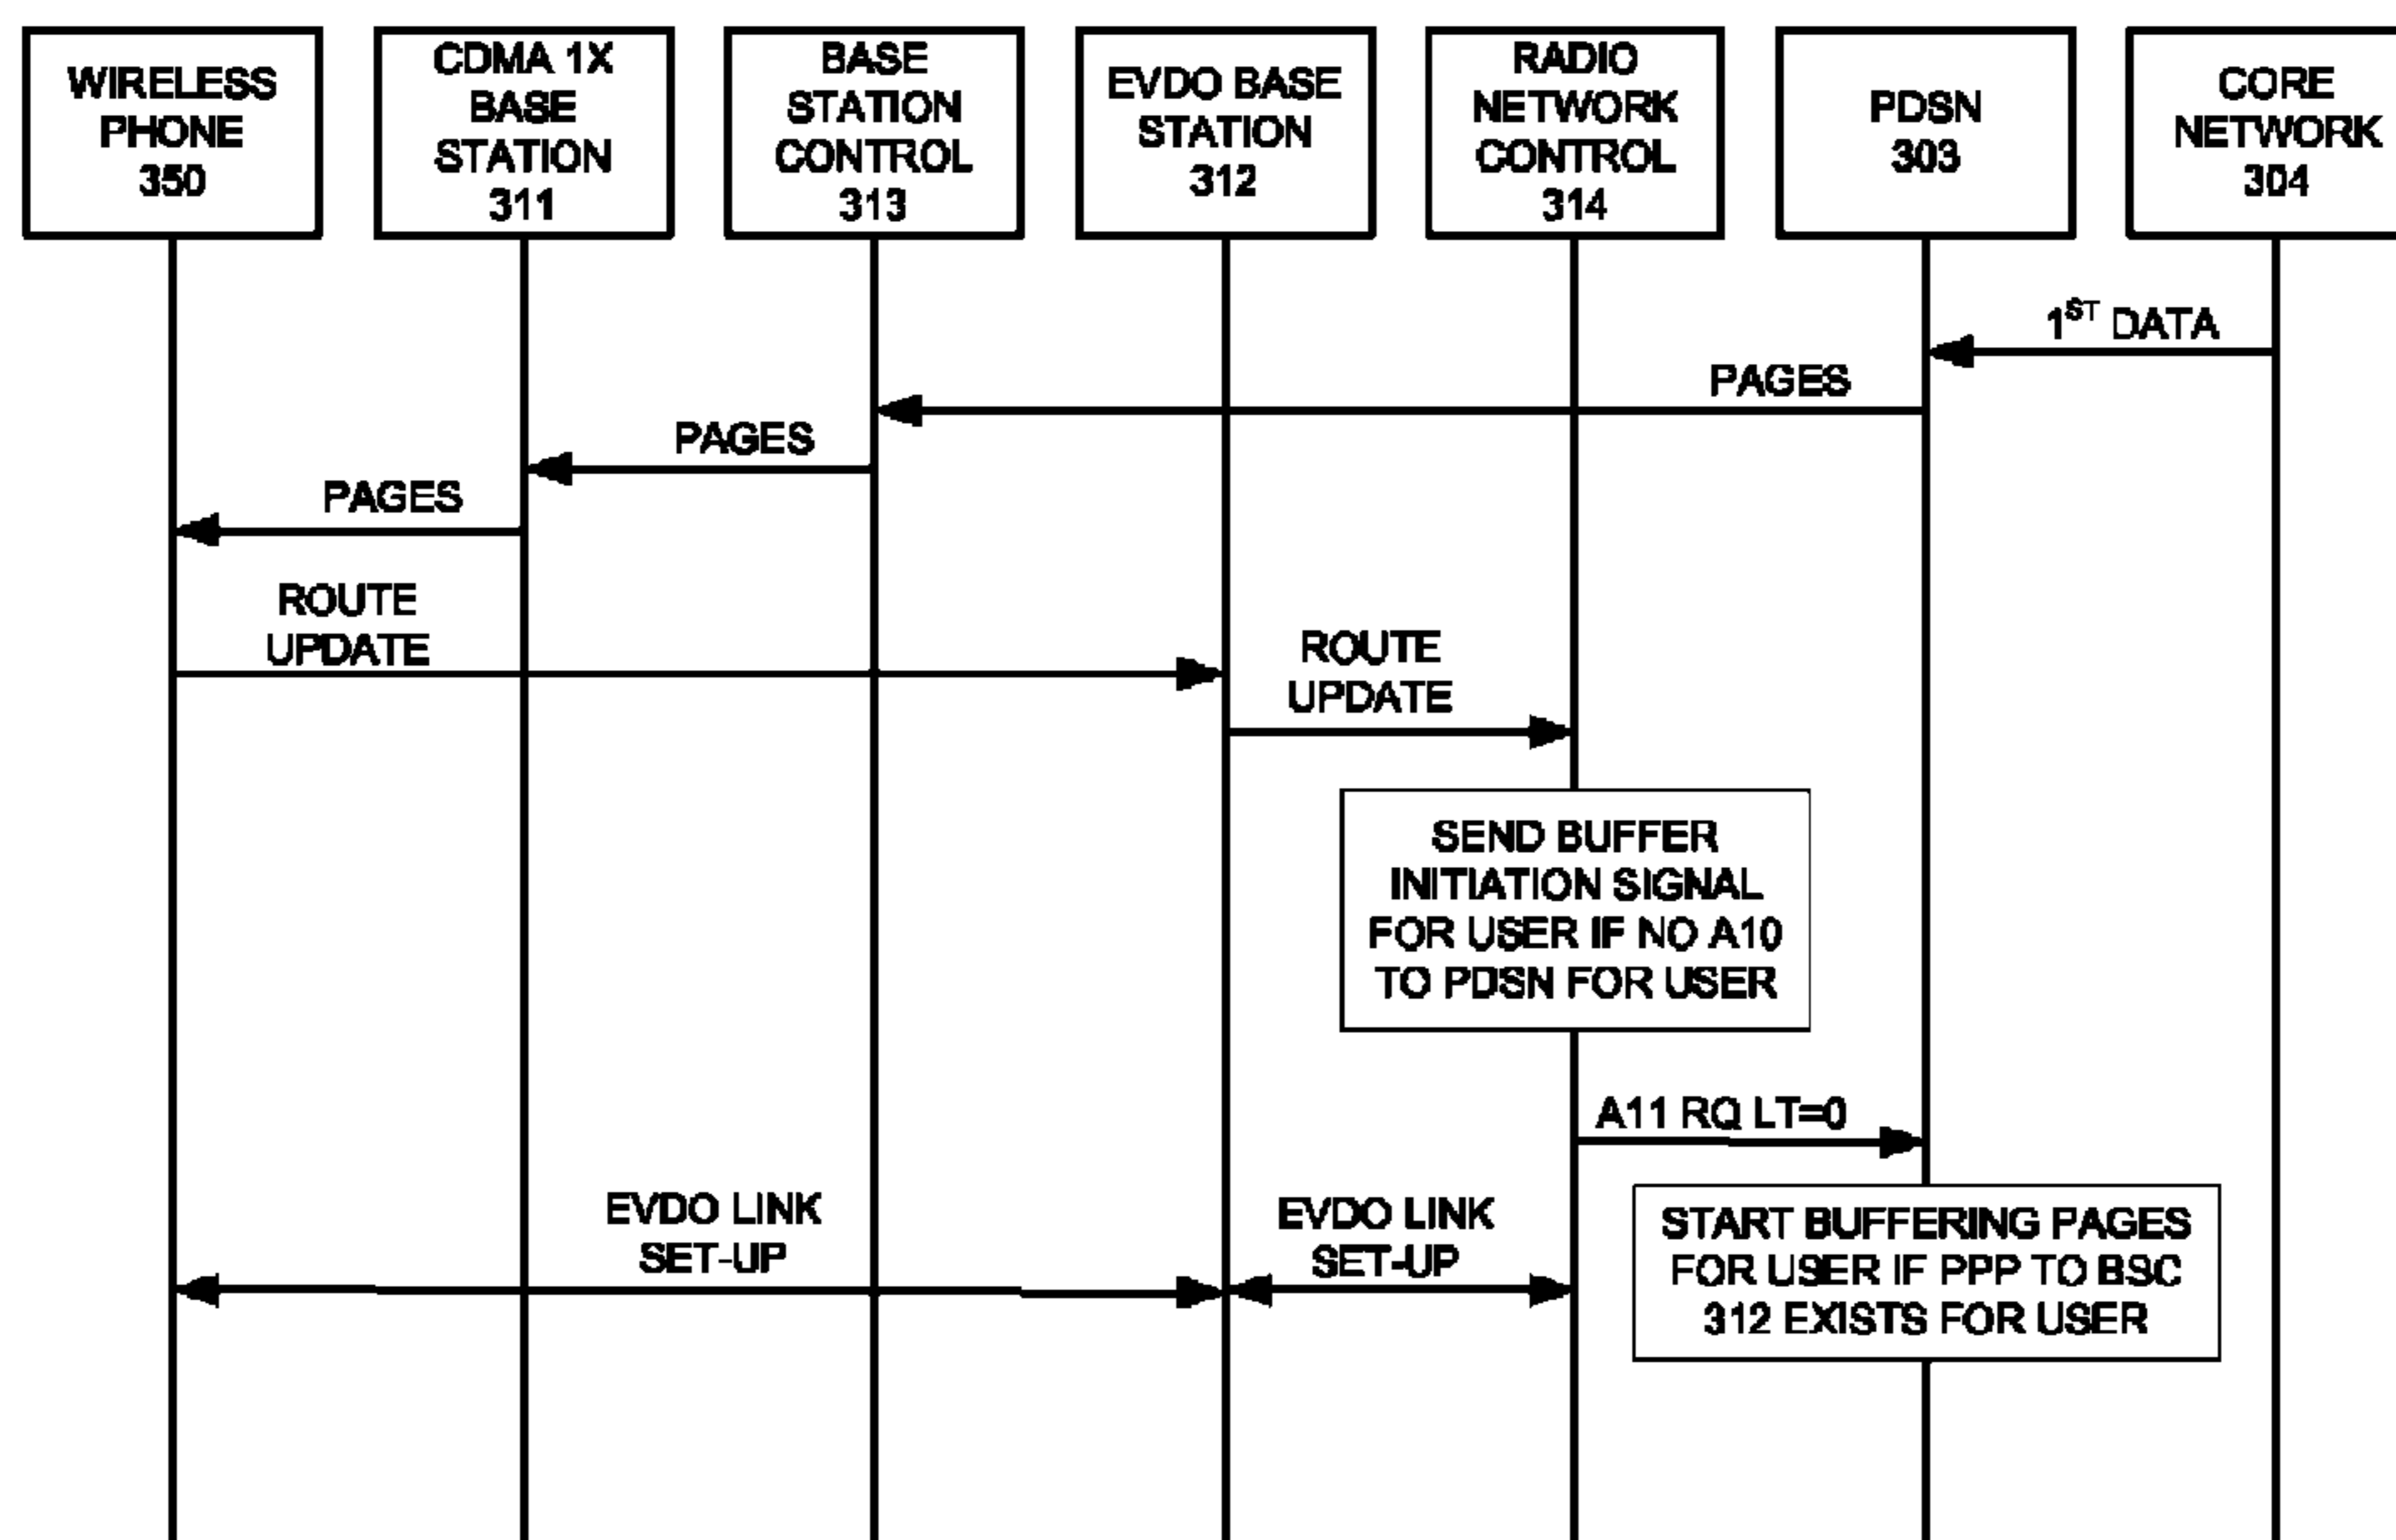 WIRELESS
PHONE
350
CDMA 1X
BASE
STATION
311
BASE
STATION
CONTROL
313
EVDO BASE
STATION
312
RADIO
NETWORK
CONTROL
314
PDSN
303
CORE
NETWORK
304
1ST DATA
PAGES
PAGES
PAGES
ROUTE
UPDATE
ROUTE
UPDATE
SEND BUFFER
INITIATION SIGNAL
FOR USER IF NO A10
TO PDSN FOR USER
A11 RQ LT=0
EVDO LINK
SET-UP
EVDO LINK
SET-UP
START BUFFERING PAGES
FOR USER IF PPP TO BSC
312 EXISTS FOR USER